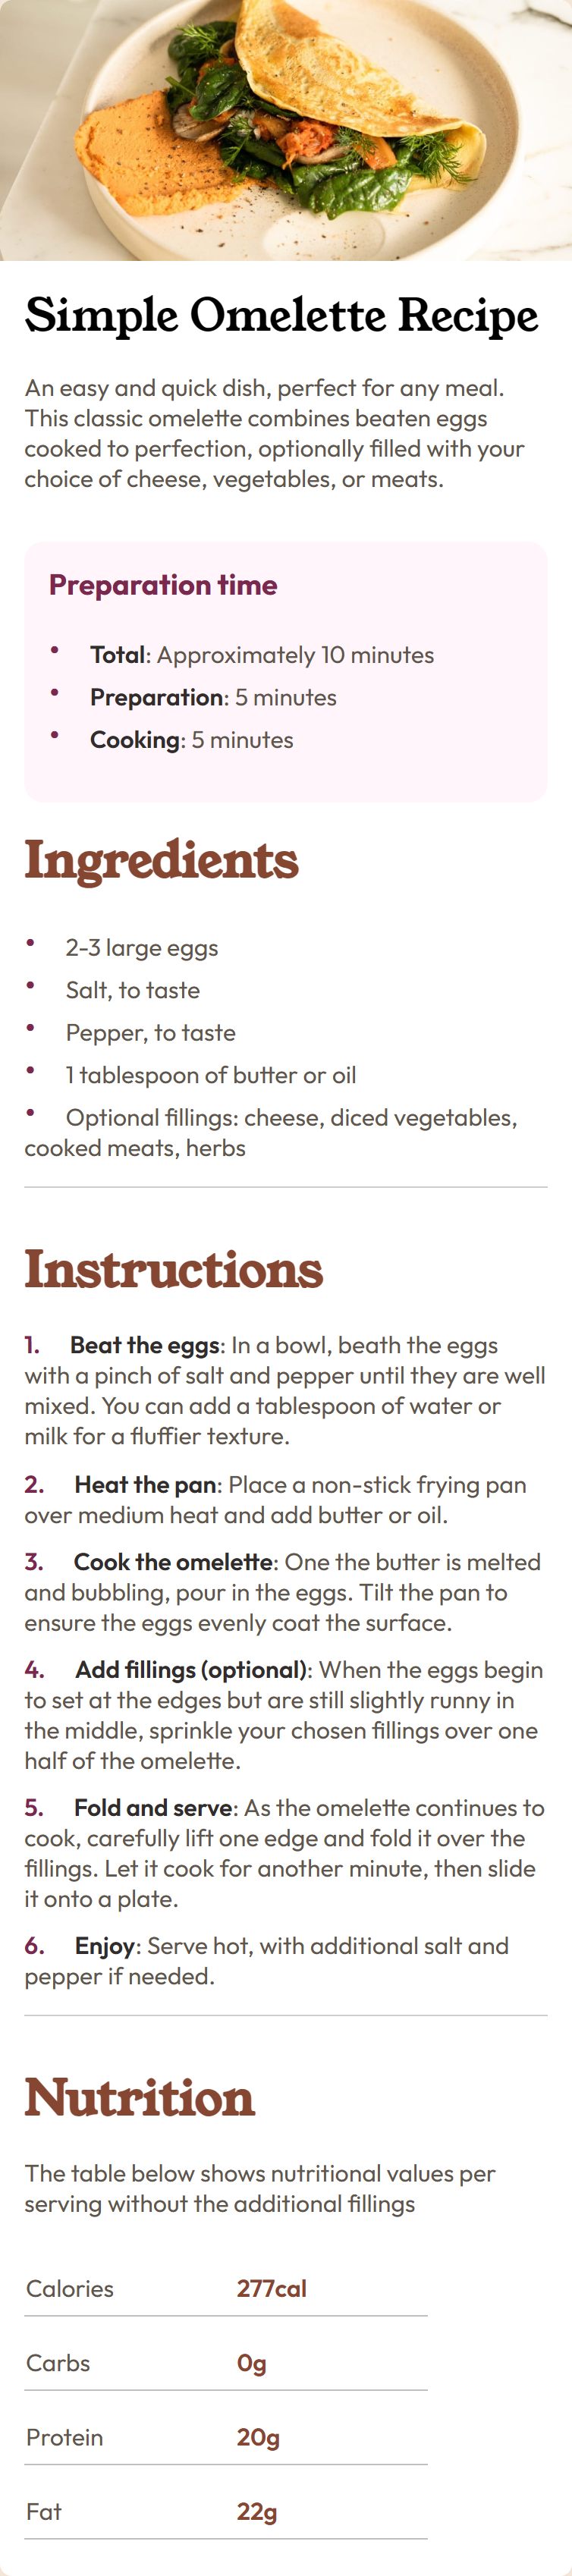 Simple Omelette Recipe
An easy and quick dish, perfect for any meal.
This classic omelette combines beaten eggs
cooked to perfection, optionally filled with your
choice of cheese, vegetables, or meats.
Preparation time
• Total: Approximately 10 minutes
• Preparation: 5 minutes
• Cooking: 5 minutes
Ingredients
• 2-3 large eggs
• Salt, to taste
• Pepper, to taste
• 1 tablespoon of butter or oil
• Optional fillings: cheese, diced vegetables,
cooked meats, herbs
Instructions
1. Beat the eggs: In a bowl, beath the eggs
with a pinch of salt and pepper until they are well
mixed. You can add a tablespoon of water or
milk for a fluffier texture.
2. Heat the pan: Place a non-stick frying pan
over medium heat and add butter or oil.
3. Cook the omelette: One the butter is melted
and bubbling, pour in the eggs. Tilt the pan to
ensure the eggs evenly coat the surface.
4. Add fillings (optional): When the eggs begin
to set at the edges but are still slightly runny in
the middle, sprinkle your chosen fillings over one
half of the omelette.
5. Fold and serve: As the omelette continues to
cook, carefully lift one edge and fold it over the
fillings. Let it cook for another minute, then slide
it onto a plate.
6. Enjoy: Serve hot, with additional salt and
pepper if needed.
Nutrition
The table below shows nutritional values per
serving without the additional fillings
Calories 277cal
Carbs 0g
Protein 20g
Fat 22g